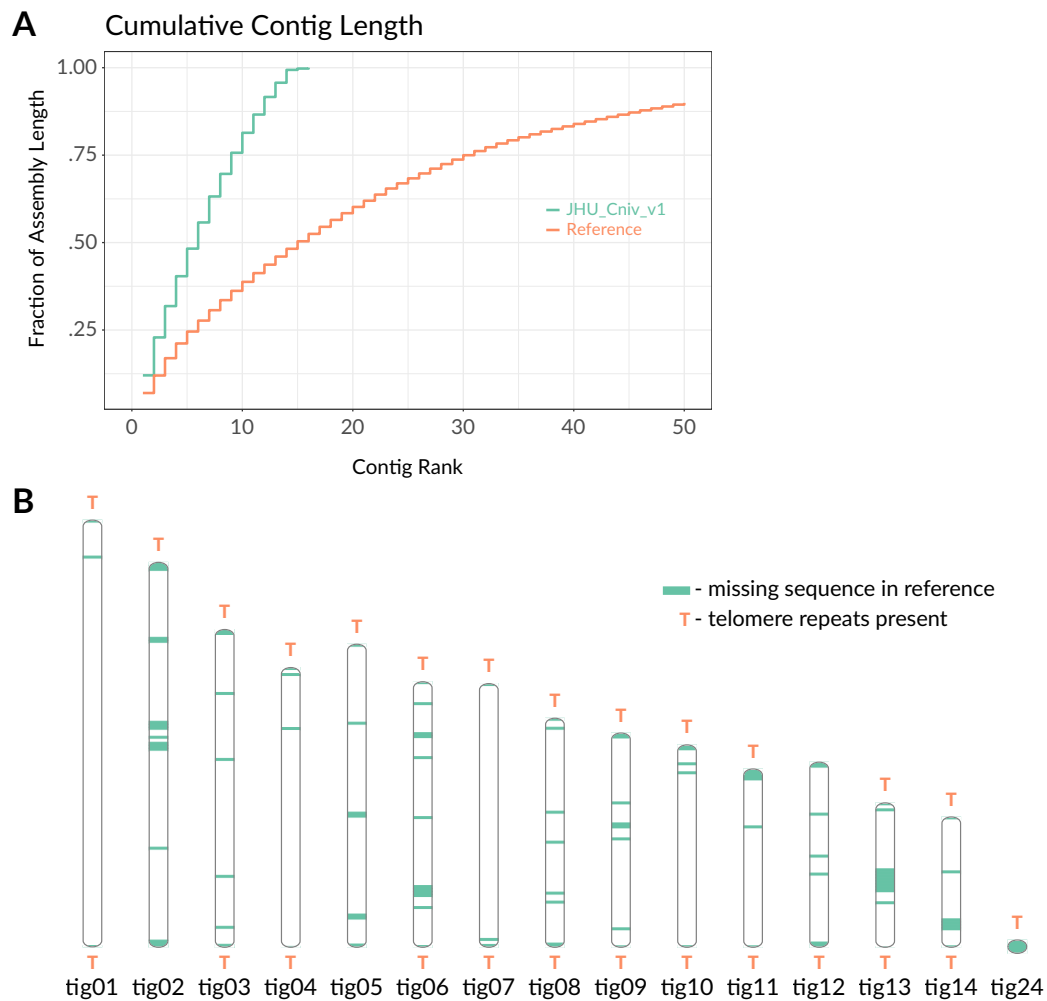 A
Cumulative Contig Length
Fraction of Assembly Length
1.00
.75
.50
.25
JHU_Cniv_v1
Reference
0 10 20 30 40 50
Contig Rank
B
- missing sequence in reference
T - telomere repeats present
T T T T T T T T T T T T T T
T T T T T T T T T T T T T
tig01 tig02 tig03 tig04 tig05 tig06 tig07 tig08 tig09 tig10 tig11 tig12 tig13 tig14 tig24